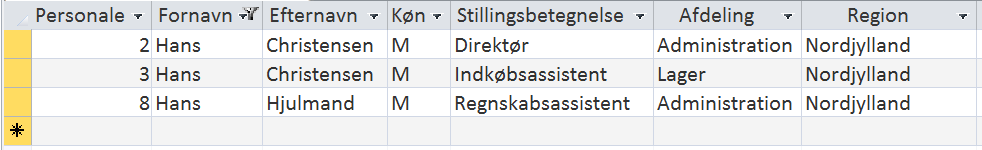 Personale Fornavn Efternavn Køn Stillingsbetegnelse Afdeling Region
2 Hans Christensen M Direktør Administration Nordjylland
3 Hans Christensen M Indkøbsassistent Lager Nordjylland
8 Hans Hjulmand M Regnskabsassistent Administration Nordjylland